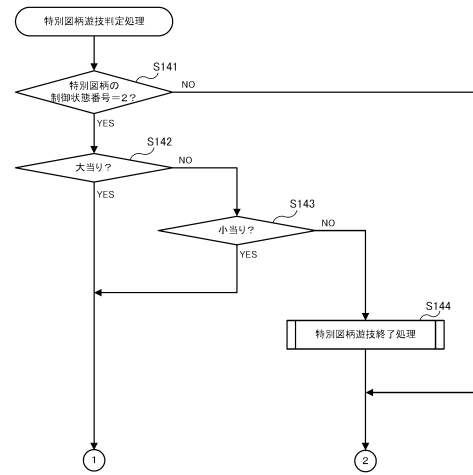 特別図柄遊技判定処理
S141
特別図柄の
制御状態番号=2?
NO
YES
S142
大当り?
NO
YES
S143
小当り?
NO
YES
S144
特別図柄遊技終了処理
1
2